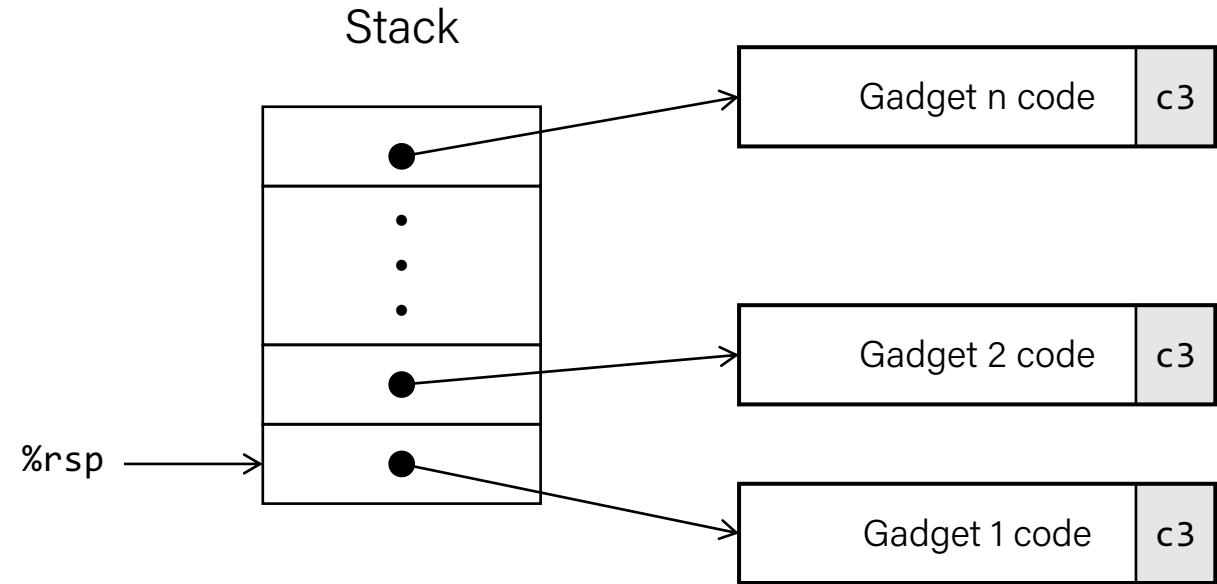 Stack
Gadget n code c3
Gadget 2 code c3
%rsp
Gadget 1 code c3